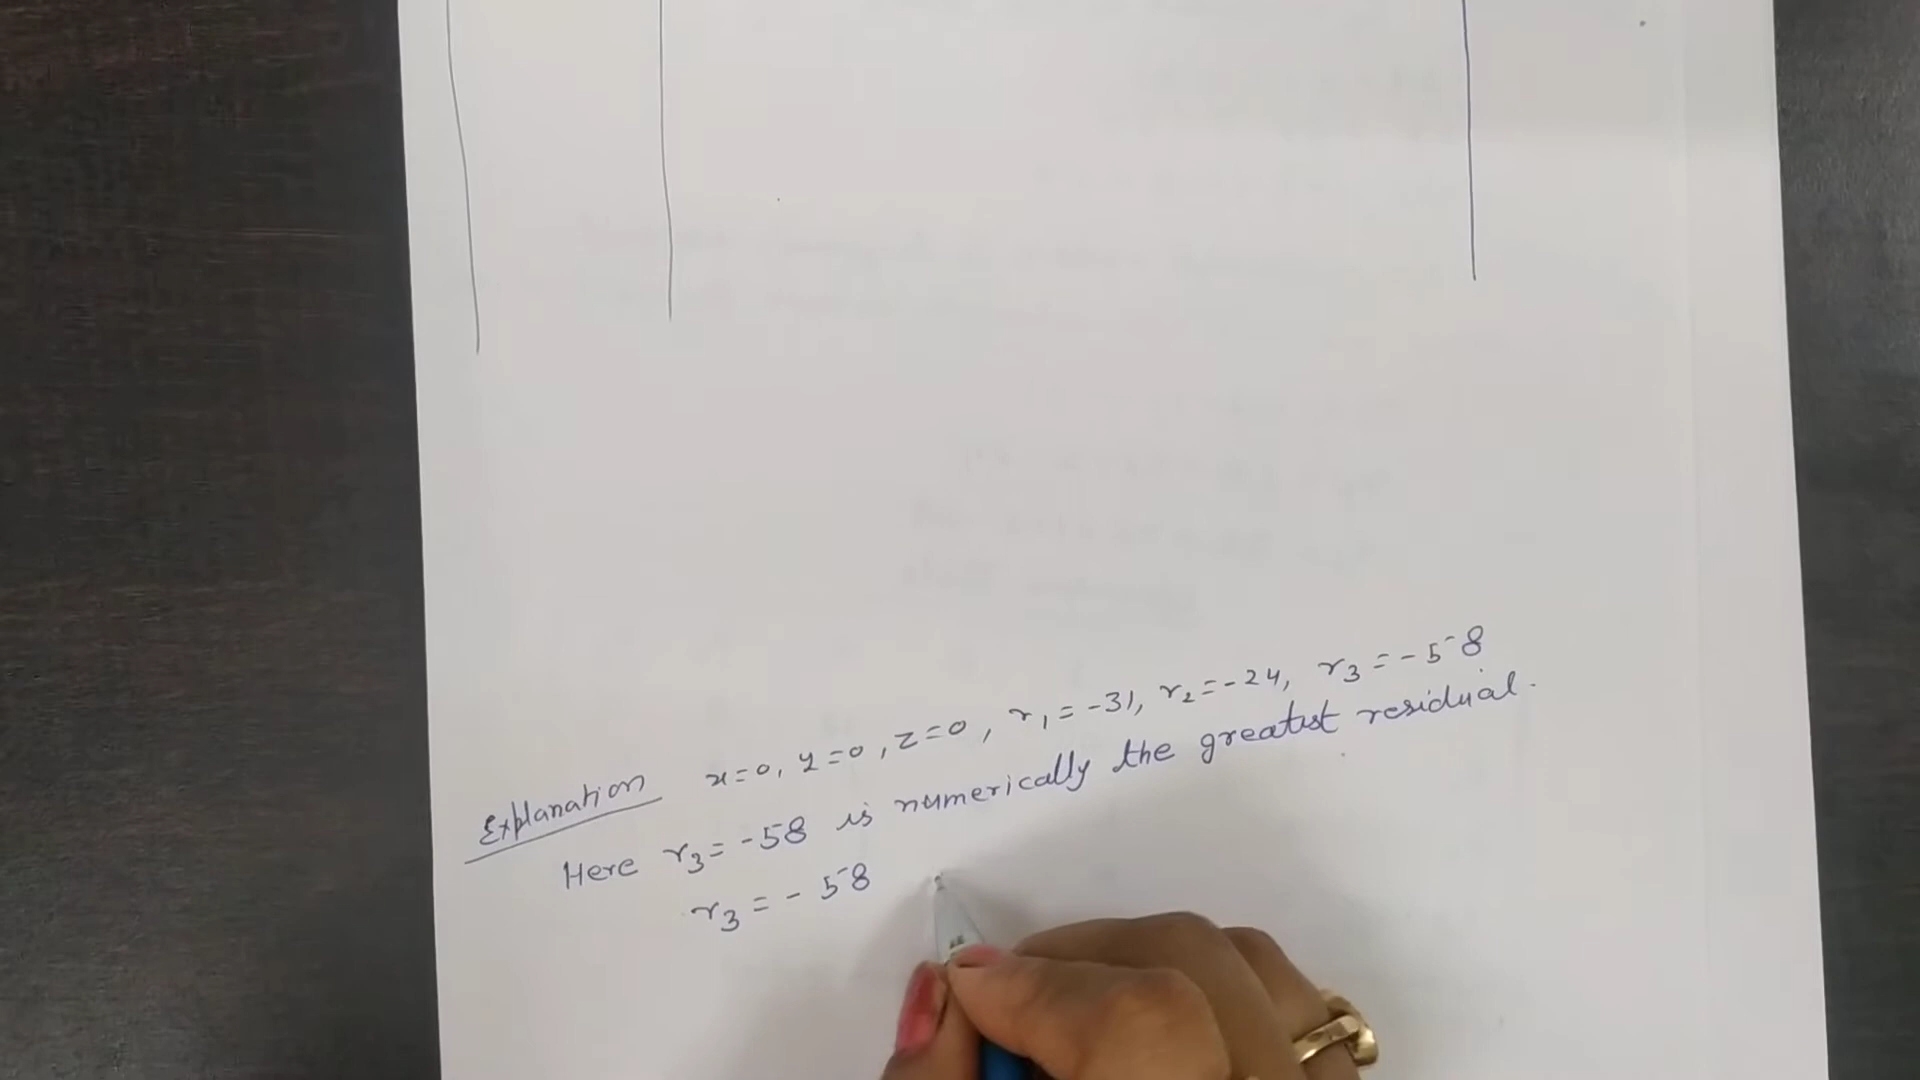 Explanation x=0, y=0, z=0, r₁=-31, r₂=-24, r₃=-58
Here r₃=-58 is numerically the greatest residual.
r₃=-58